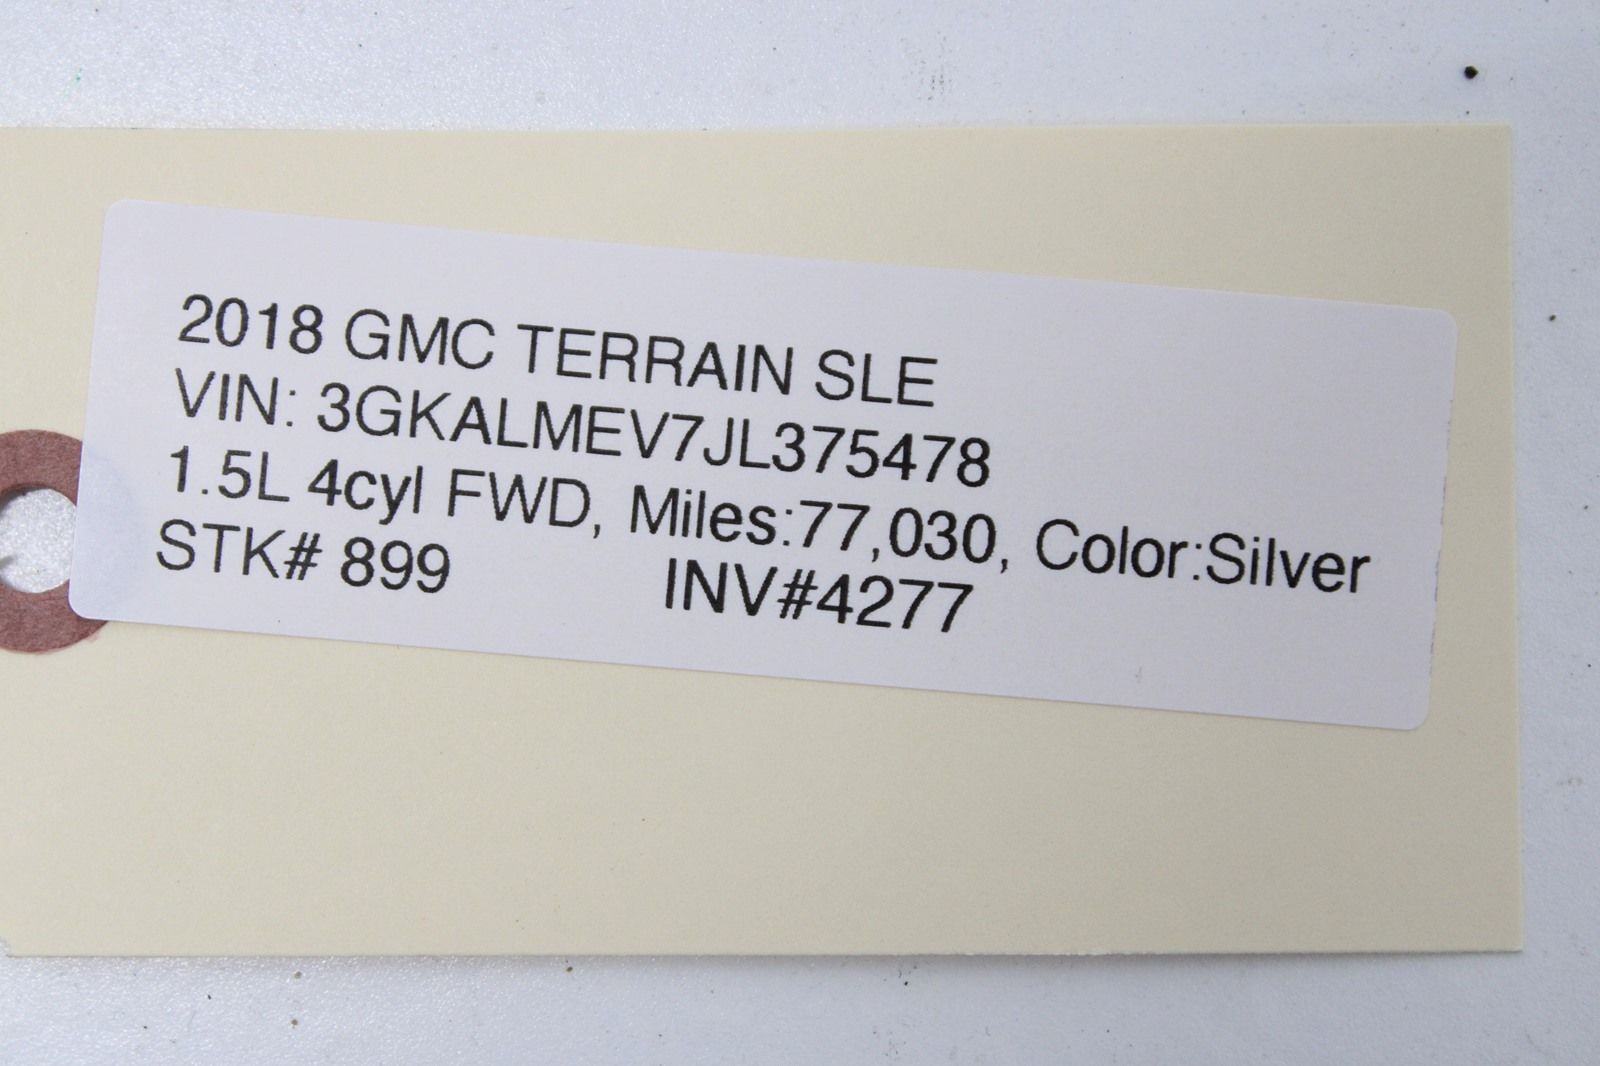 2018 GMC TERRAIN SLE
VIN: 3GKALMEV7JL375478
1.5L 4cyl FWD, Miles:77,030, Color:Silver
STK# 899 INV#4277